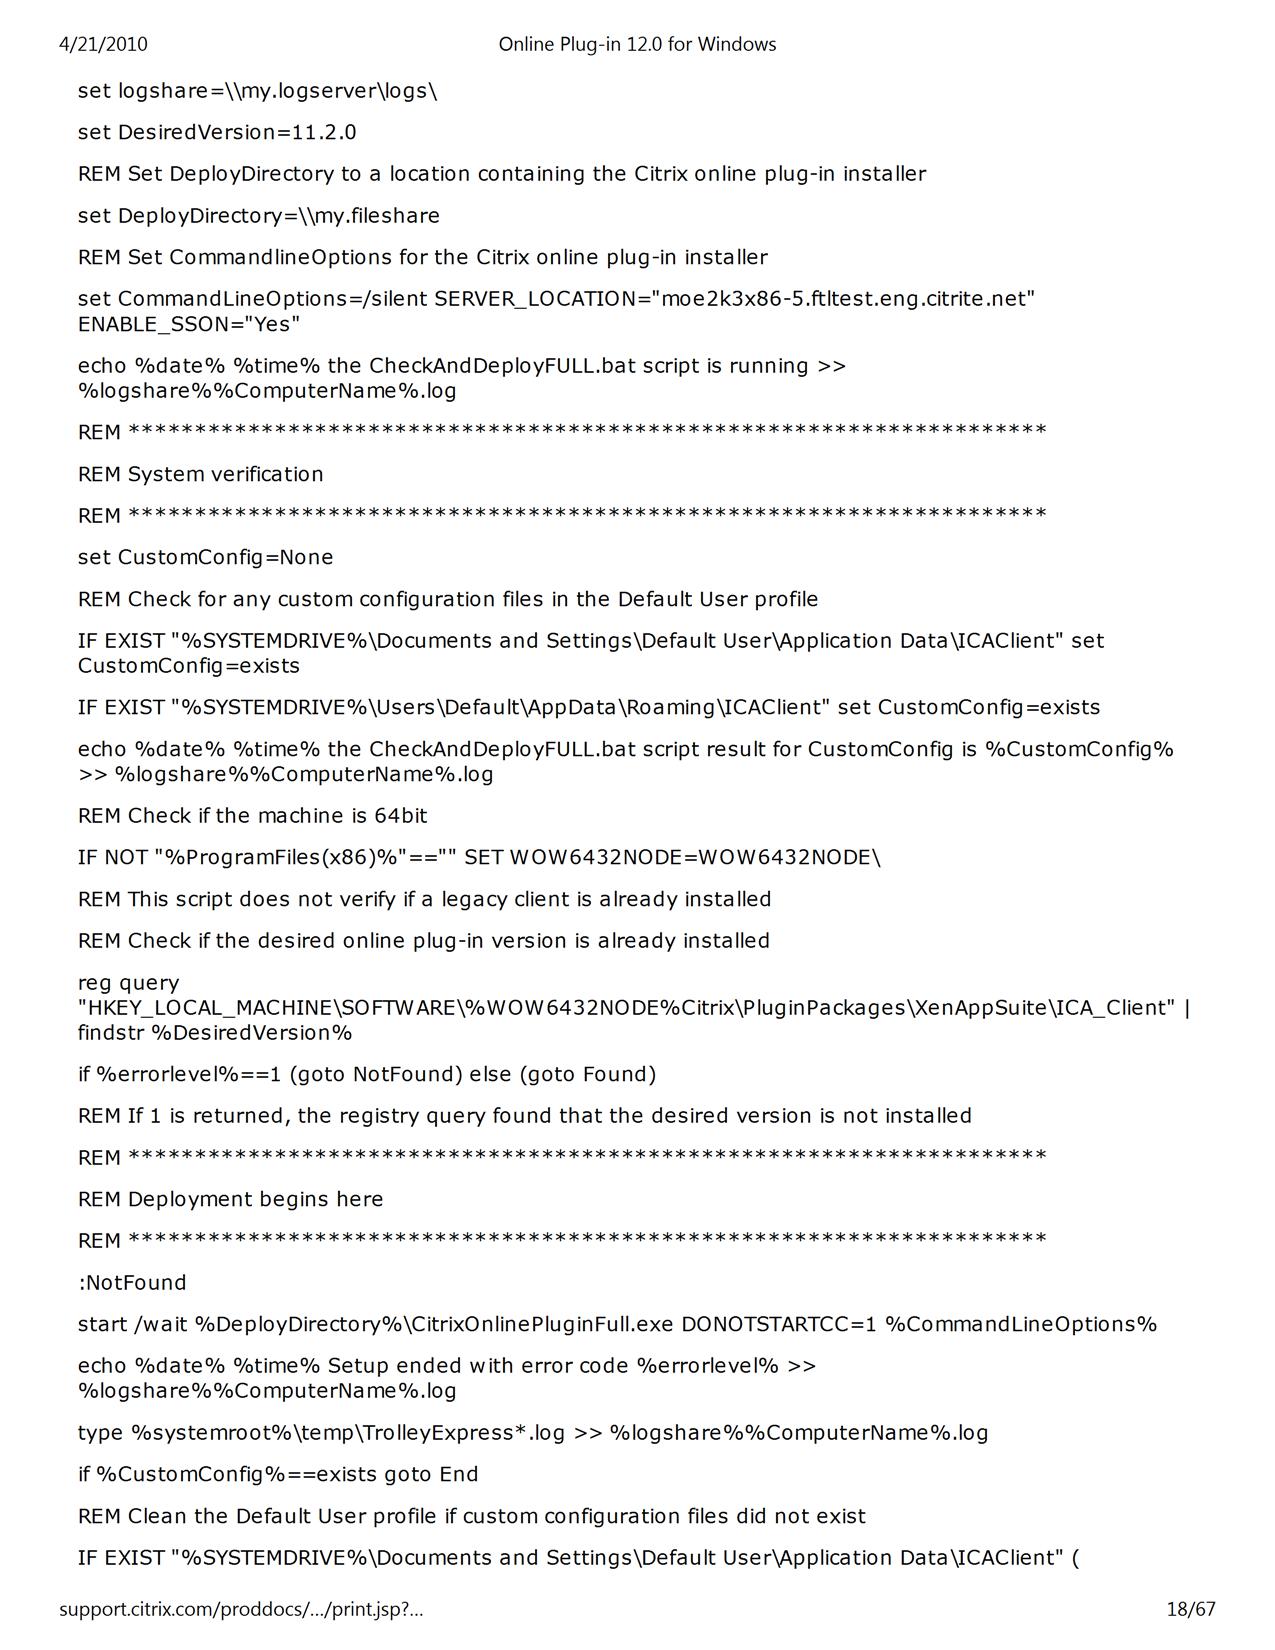 4/21/2010
Online Plug-in 12.0 for Windows
set logshare=\\my.logserver\logs\
set DesiredVersion=11.2.0
REM Set DeployDirectory to a location containing the Citrix online plug-in installer
set DeployDirectory=\\my.fileshare
REM Set CommandlineOptions for the Citrix online plug-in installer
set CommandLineOptions=/silent SERVER_LOCATION="moe2k3x86-5.ftltest.eng.citrite.net"
ENABLE_SSON="Yes"
echo %date% %time% the CheckAndDeployFULL.bat script is running >>
%logshare%%ComputerName%.log
REM **********************************************************************
REM System verification
REM **********************************************************************
set CustomConfig=None
REM Check for any custom configuration files in the Default User profile
IF EXIST "%SYSTEMDRIVE%\Documents and Settings\Default User\Application Data\ICAClient" set
CustomConfig=exists
IF EXIST "%SYSTEMDRIVE%\Users\Default\AppData\Roaming\ICAClient" set CustomConfig=exists
echo %date% %time% the CheckAndDeployFULL.bat script result for CustomConfig is %CustomConfig%
>> %logshare%%ComputerName%.log
REM Check if the machine is 64bit
IF NOT "%ProgramFiles(x86)%"=="" SET WOW6432NODE=WOW6432NODE\
REM This script does not verify if a legacy client is already installed
REM Check if the desired online plug-in version is already installed
reg query
"HKEY_LOCAL_MACHINE\SOFTWARE\%WOW6432NODE%Citrix\PluginPackages\XenAppSuite\ICA_Client" |
findstr %DesiredVersion%
if %errorlevel%==1 (goto NotFound) else (goto Found)
REM If 1 is returned, the registry query found that the desired version is not installed
REM **********************************************************************
REM Deployment begins here
REM **********************************************************************
:NotFound
start /wait %DeployDirectory%\CitrixOnlinePluginFull.exe DONOTSTARTCC=1 %CommandLineOptions%
echo %date% %time% Setup ended with error code %errorlevel% >>
%logshare%%ComputerName%.log
type %systemroot%\temp\TrolleyExpress*.log >> %logshare%%ComputerName%.log
if %CustomConfig%==exists goto End
REM Clean the Default User profile if custom configuration files did not exist
IF EXIST "%SYSTEMDRIVE%\Documents and Settings\Default User\Application Data\ICAClient" (
support.citrix.com/proddocs/.../print.jsp?...
18/67